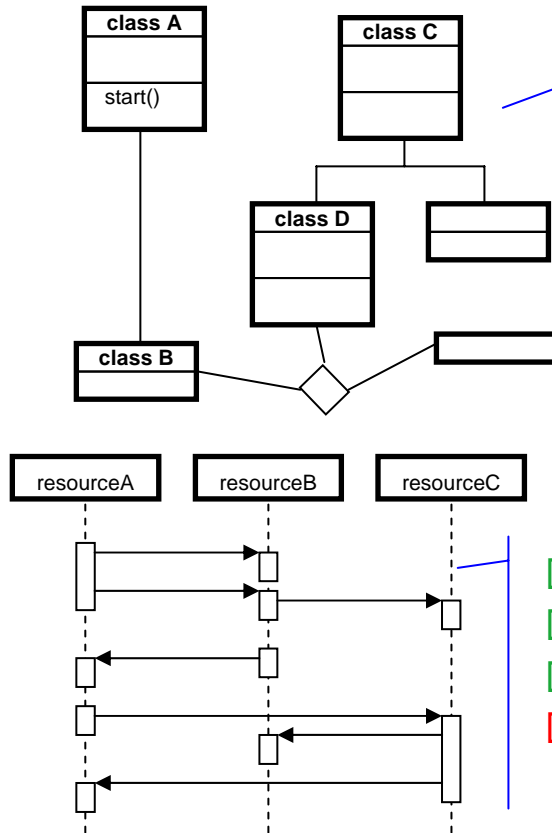 class A
class C
start()
class D
class B
resourceA
resourceB
resourceC